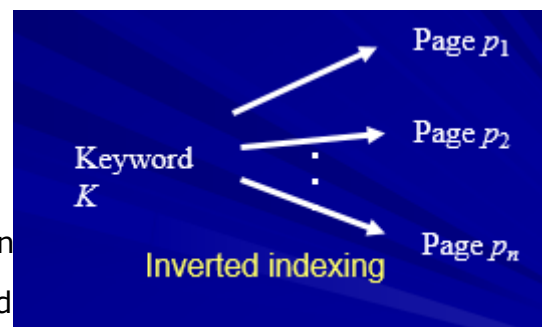 Page p₁
Page p₂
Keyword
K
Page pₙ
n
Inverted indexing
d